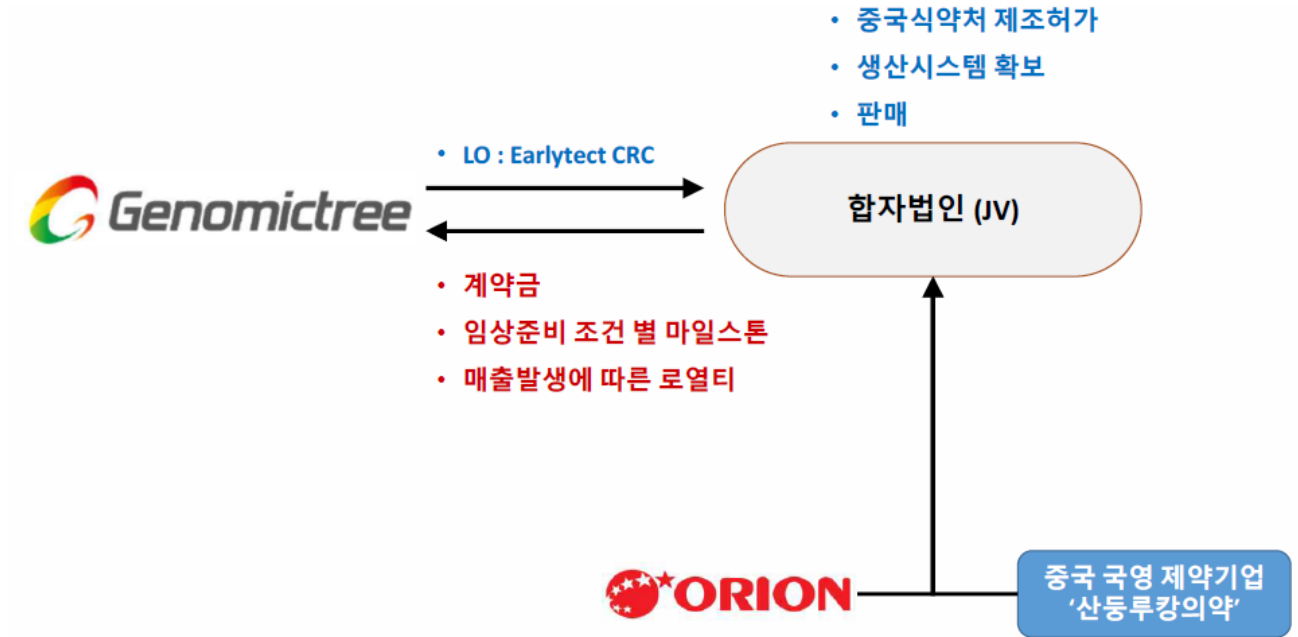 • 중국식약처 제조허가
• 생산시스템 확보
• 판매
• LO : Earlytect CRC
Genomictree
합자법인 (JV)
• 계약금
• 임상준비 조건 별 마일스톤
• 매출발생에 따른 로열티
ORION
중국 국영 제약기업
‘산둥루캉의약’